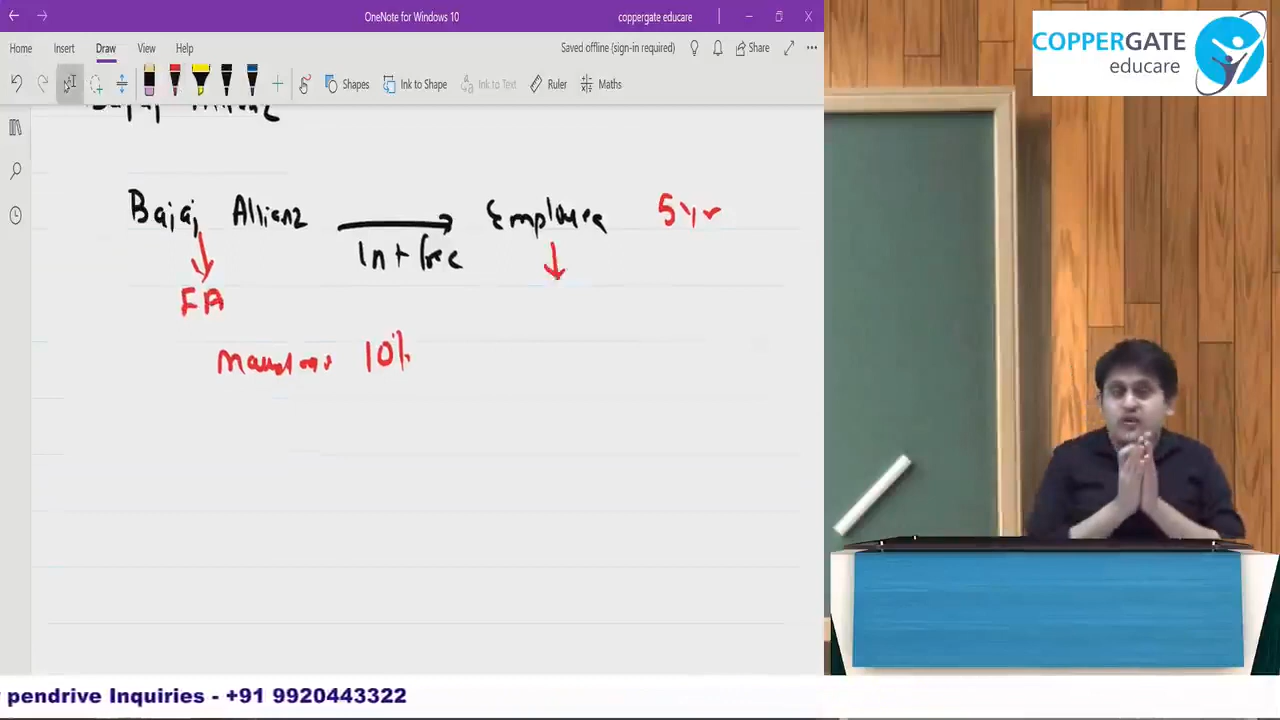 OneNote for Windows 10
coppergate educare
Home Insert Draw View Help
Saved offline (sign-in required)
Share
Shapes Ink to Shape Ink to Text Ruler Maths
COPPERGATE
educare
Bajaj Allianz
Bajaj Allianz Employee 5 yr
Int free
FA
10%
pendrive Inquiries - +91 9920443322